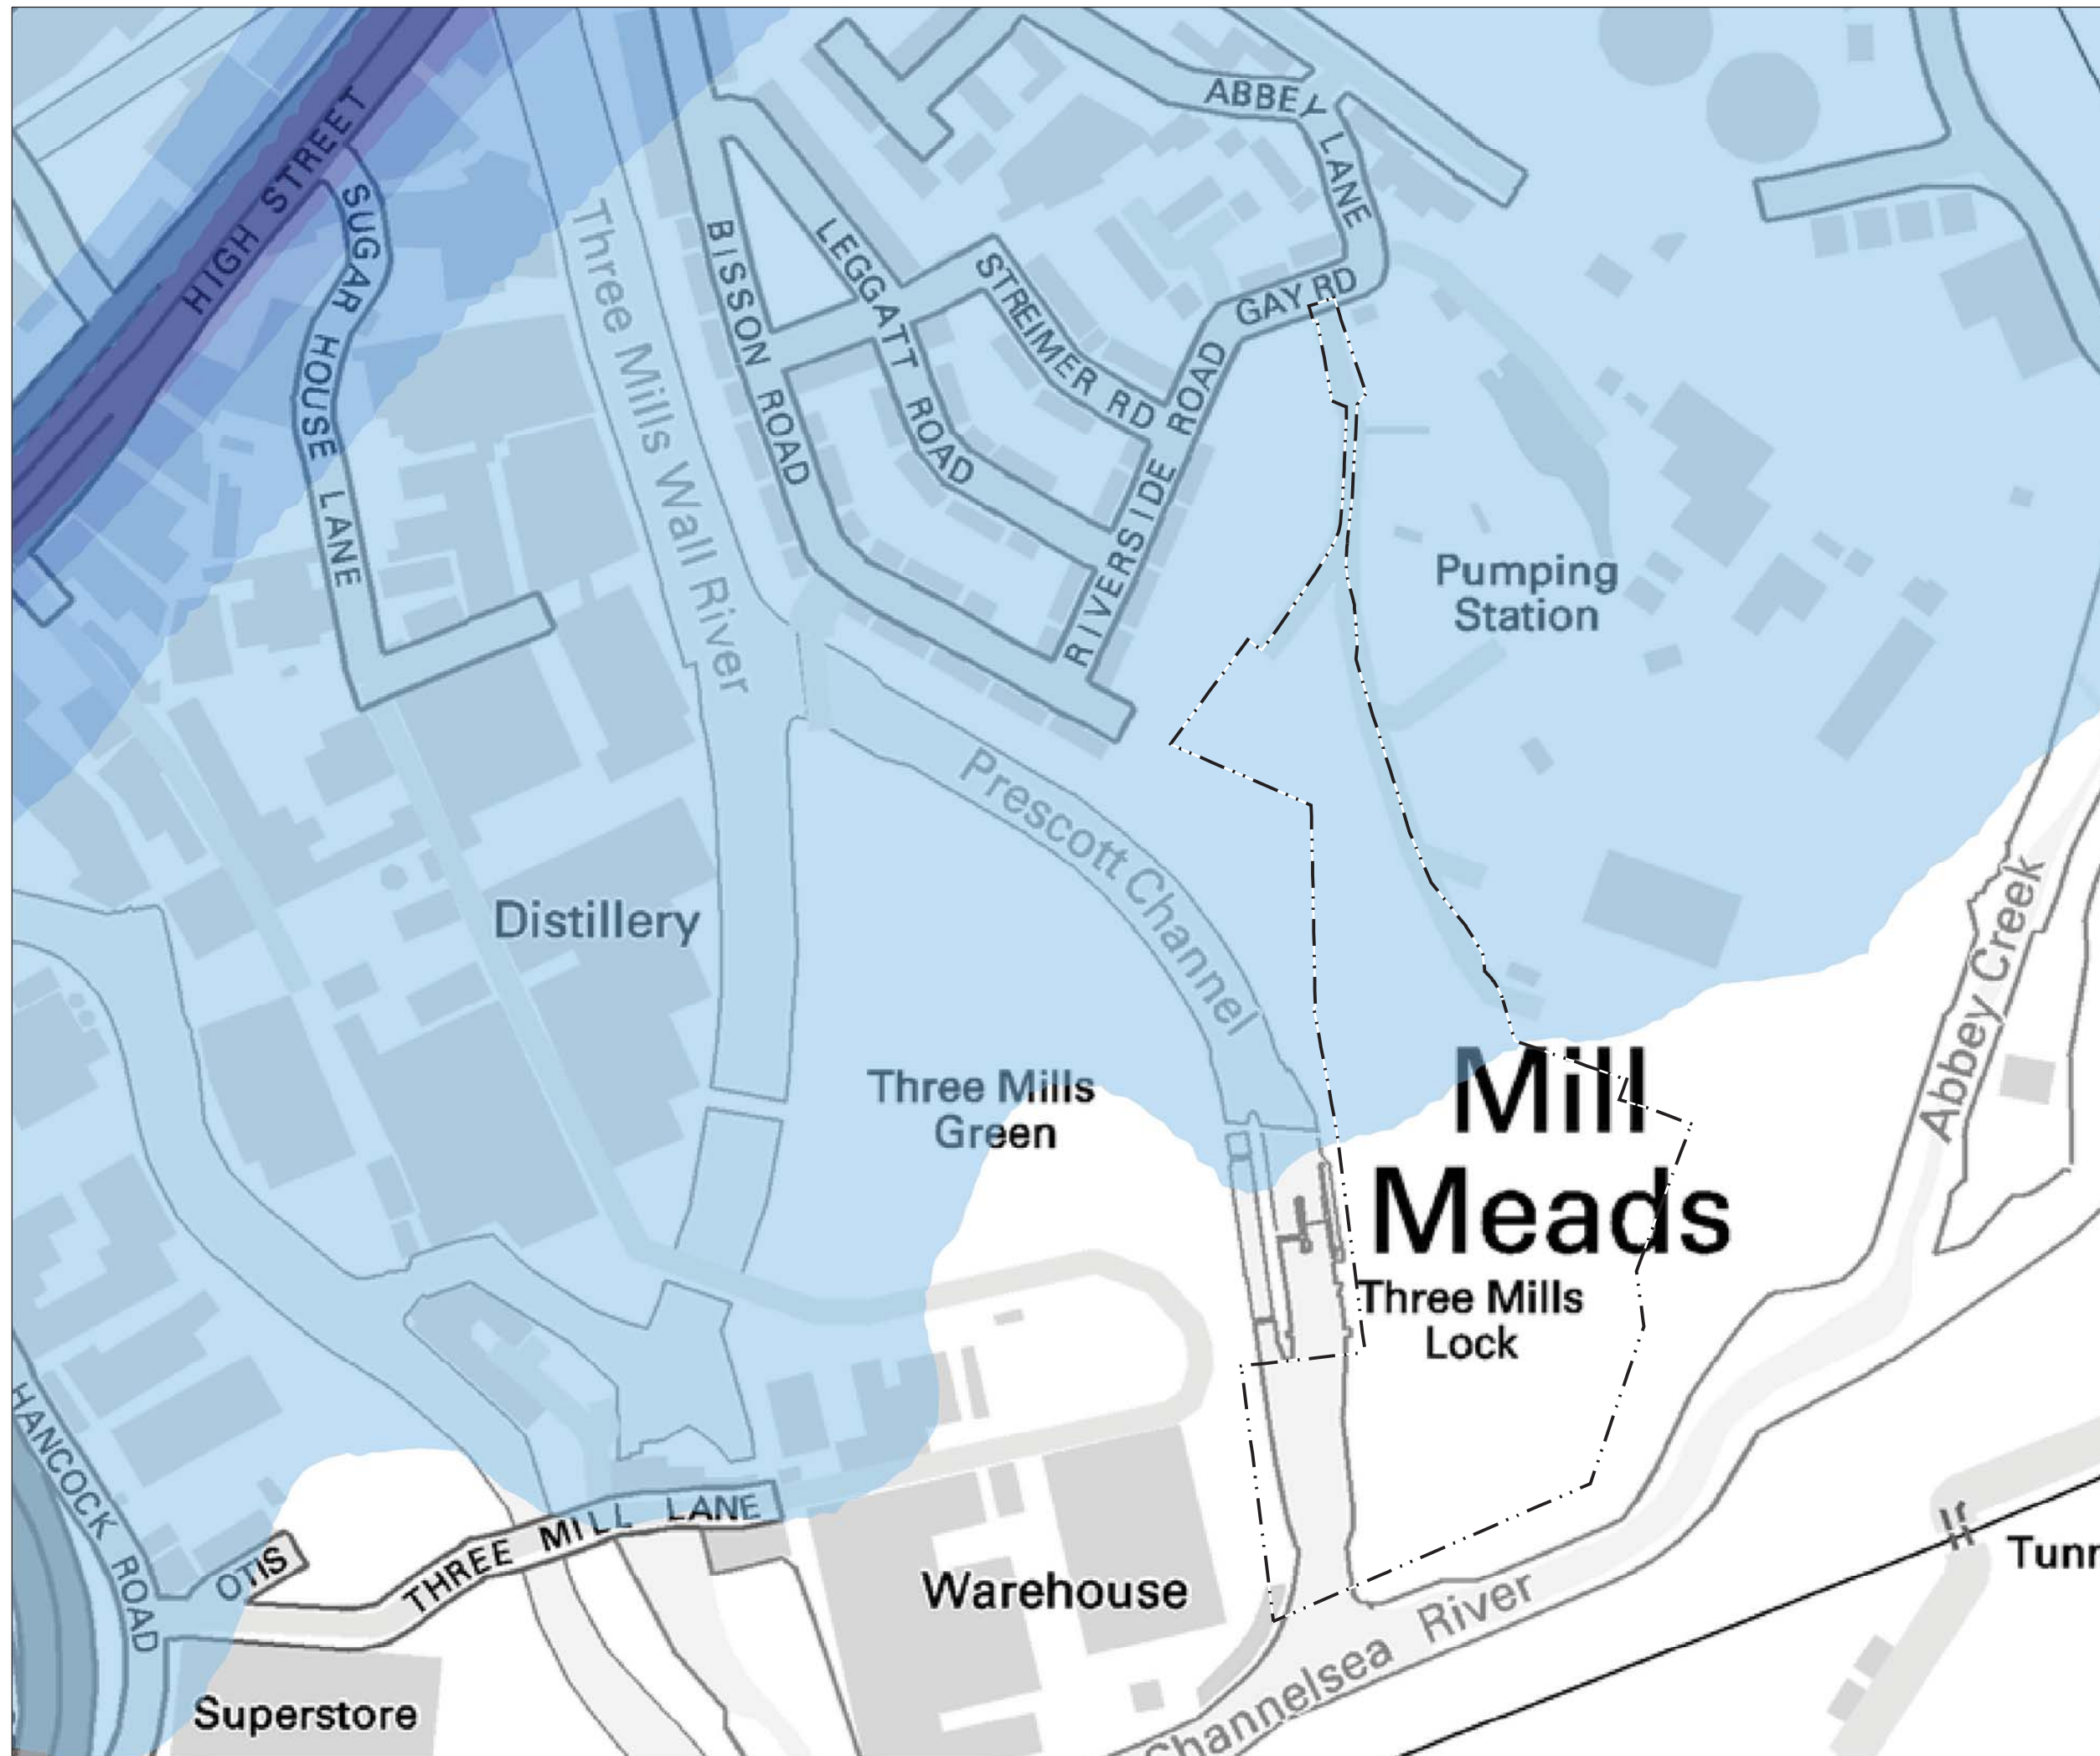 ABBEY LANE
HIGH STREET
SUGAR HOUSE LANE
Three Mills Wall River
BISSON ROAD
LEGGATT ROAD
STREIMER RD
GAY RD
RIVERSIDE ROAD
Pumping
Station
Prescott Channel
Distillery
Abbey Creek
Three Mills
Green
Mill
Meads
Three Mills
Lock
HANCOCK ROAD
OTIS
THREE MILL LANE
Warehouse
Tunn
Channelsea River
Superstore